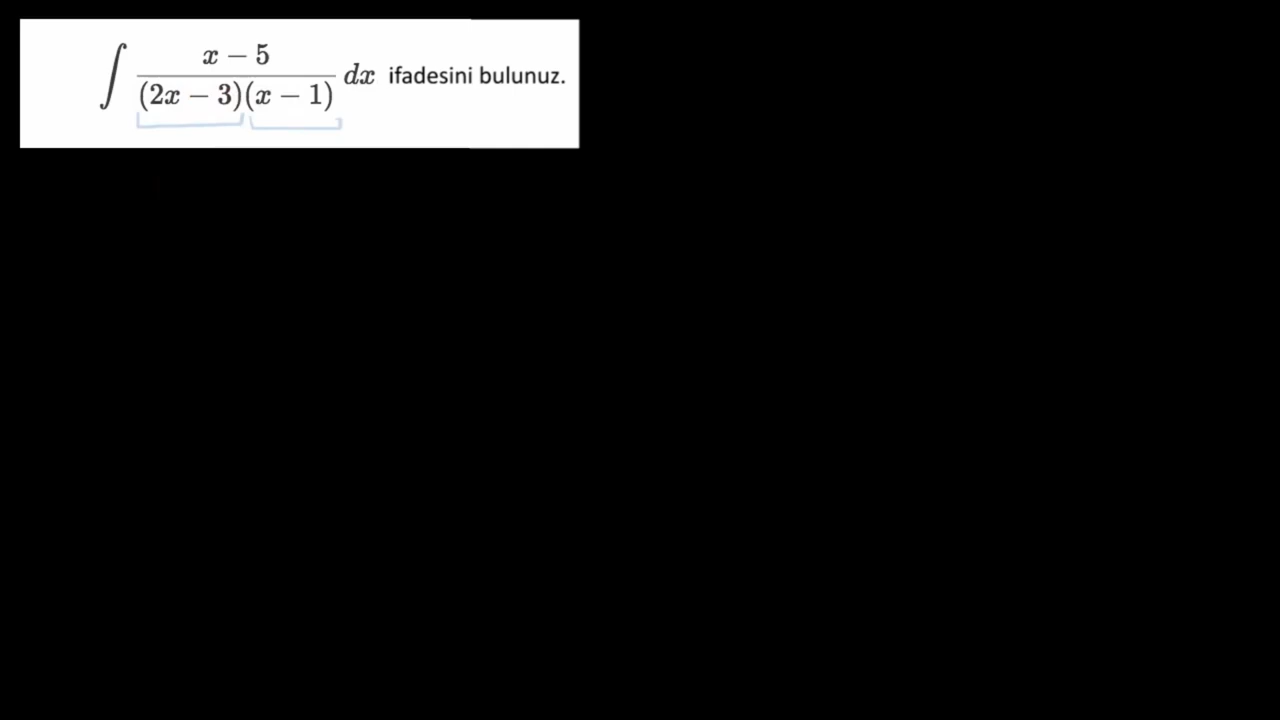 ∫ (x − 5) / ((2x − 3)(x − 1)) dx ifadesini bulunuz.